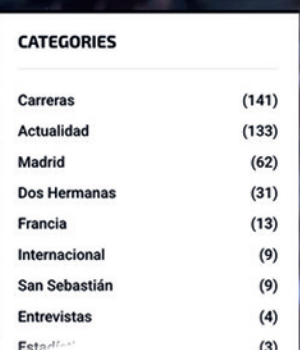 CATEGORIES
Carreras (141)
Actualidad (133)
Madrid (62)
Dos Hermanas (31)
Francia (13)
Internacional (9)
San Sebastián (9)
Entrevistas (4)
(3)